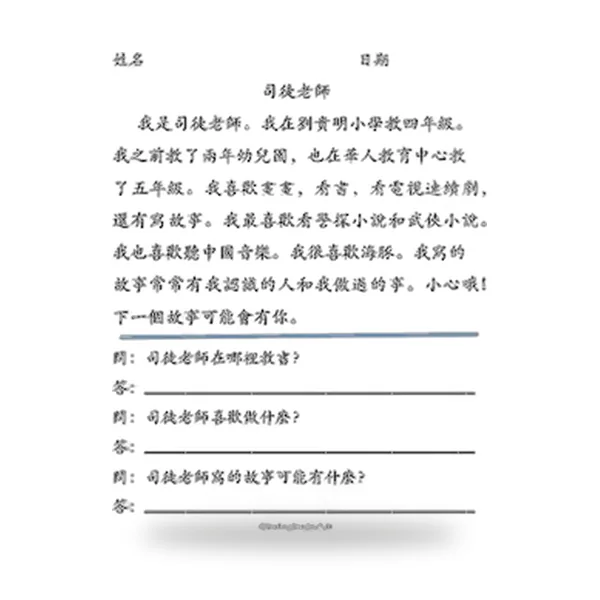 姓名 日期
司徒老師
我是司徒老師。我在劉貴明小學教四年級。
我之前教了兩年幼兒園，也在華人教育中心教
了五年級。我喜歡畫畫，看書、看電視連續劇，
還有寫故事。我最喜歡看警探小說和武俠小說。
我也喜歡聽中國音樂。我很喜歡海豚。我寫的
故事常常有我認識的人和我做過的事。小心哦！
下一個故事可能會有你。
問：司徒老師在哪裡教書？
答：
問：司徒老師喜歡做什麼？
答：
問：司徒老師寫的故事可能有什麼？
答：